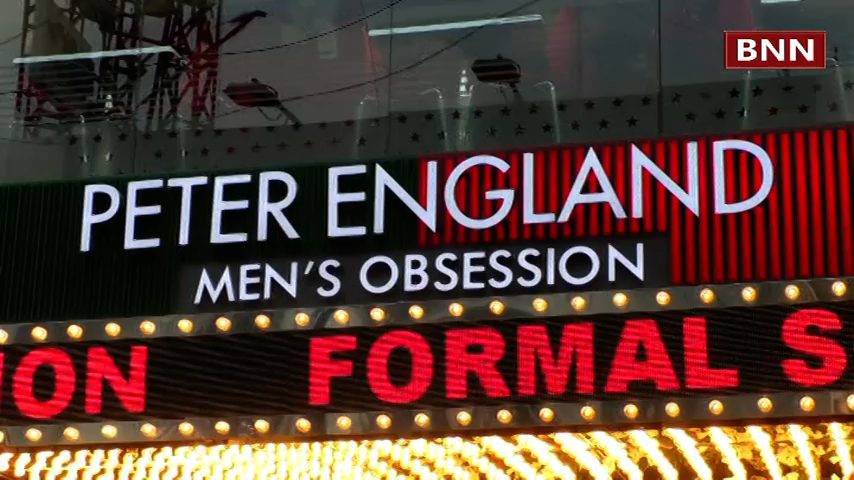 BNN
PETER ENGLAND
MEN'S OBSESSION
ION FORMAL S